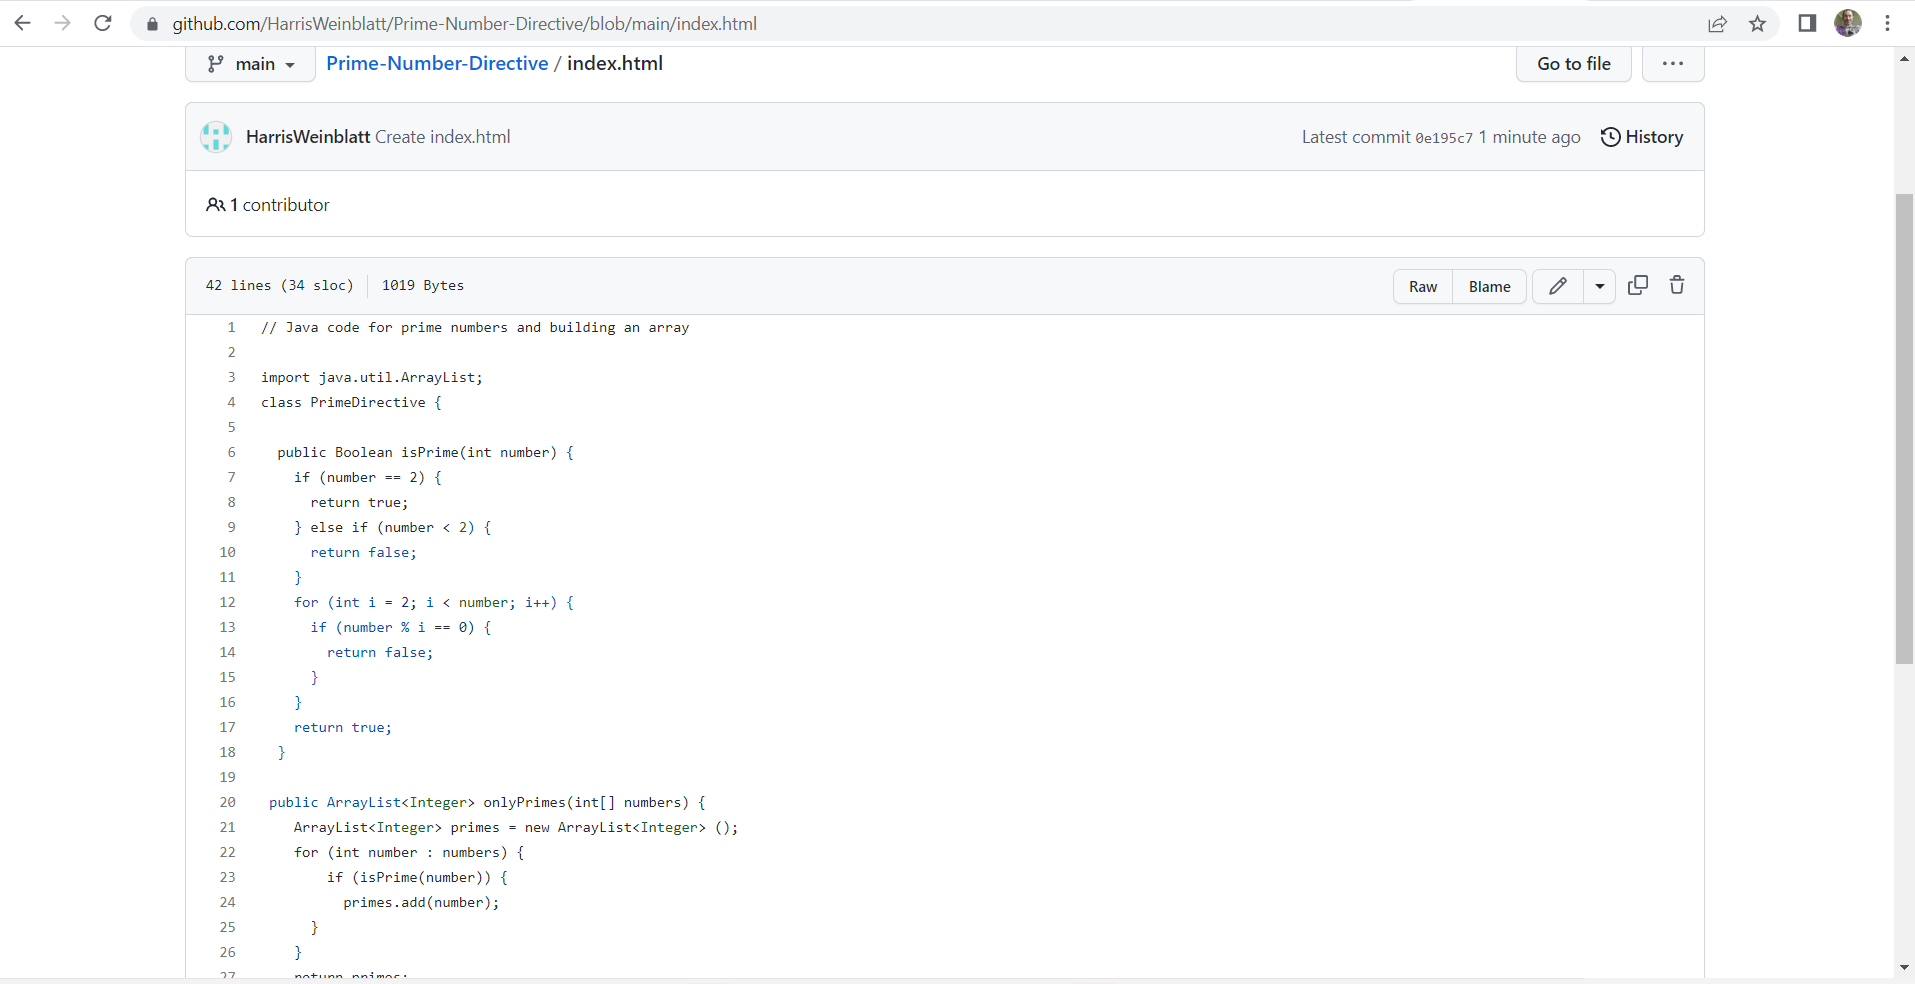 github.com/HarrisWeinblatt/Prime-Number-Directive/blob/main/index.html
main Prime-Number-Directive / index.html Go to file ...
HarrisWeinblatt Create index.html Latest commit 0e195c7 1 minute ago History
1 contributor
42 lines (34 sloc) 1019 Bytes Raw Blame
1 // Java code for prime numbers and building an array
2
3 import java.util.ArrayList;
4 class PrimeDirective {
5
6 public Boolean isPrime(int number) {
7 if (number == 2) {
8 return true;
9 } else if (number < 2) {
10 return false;
11 }
12 for (int i = 2; i < number; i++) {
13 if (number % i == 0) {
14 return false;
15 }
16 }
17 return true;
18 }
19
20 public ArrayList<Integer> onlyPrimes(int[] numbers) {
21 ArrayList<Integer> primes = new ArrayList<Integer> ();
22 for (int number : numbers) {
23 if (isPrime(number)) {
24 primes.add(number);
25 }
26 }
27 return primes;